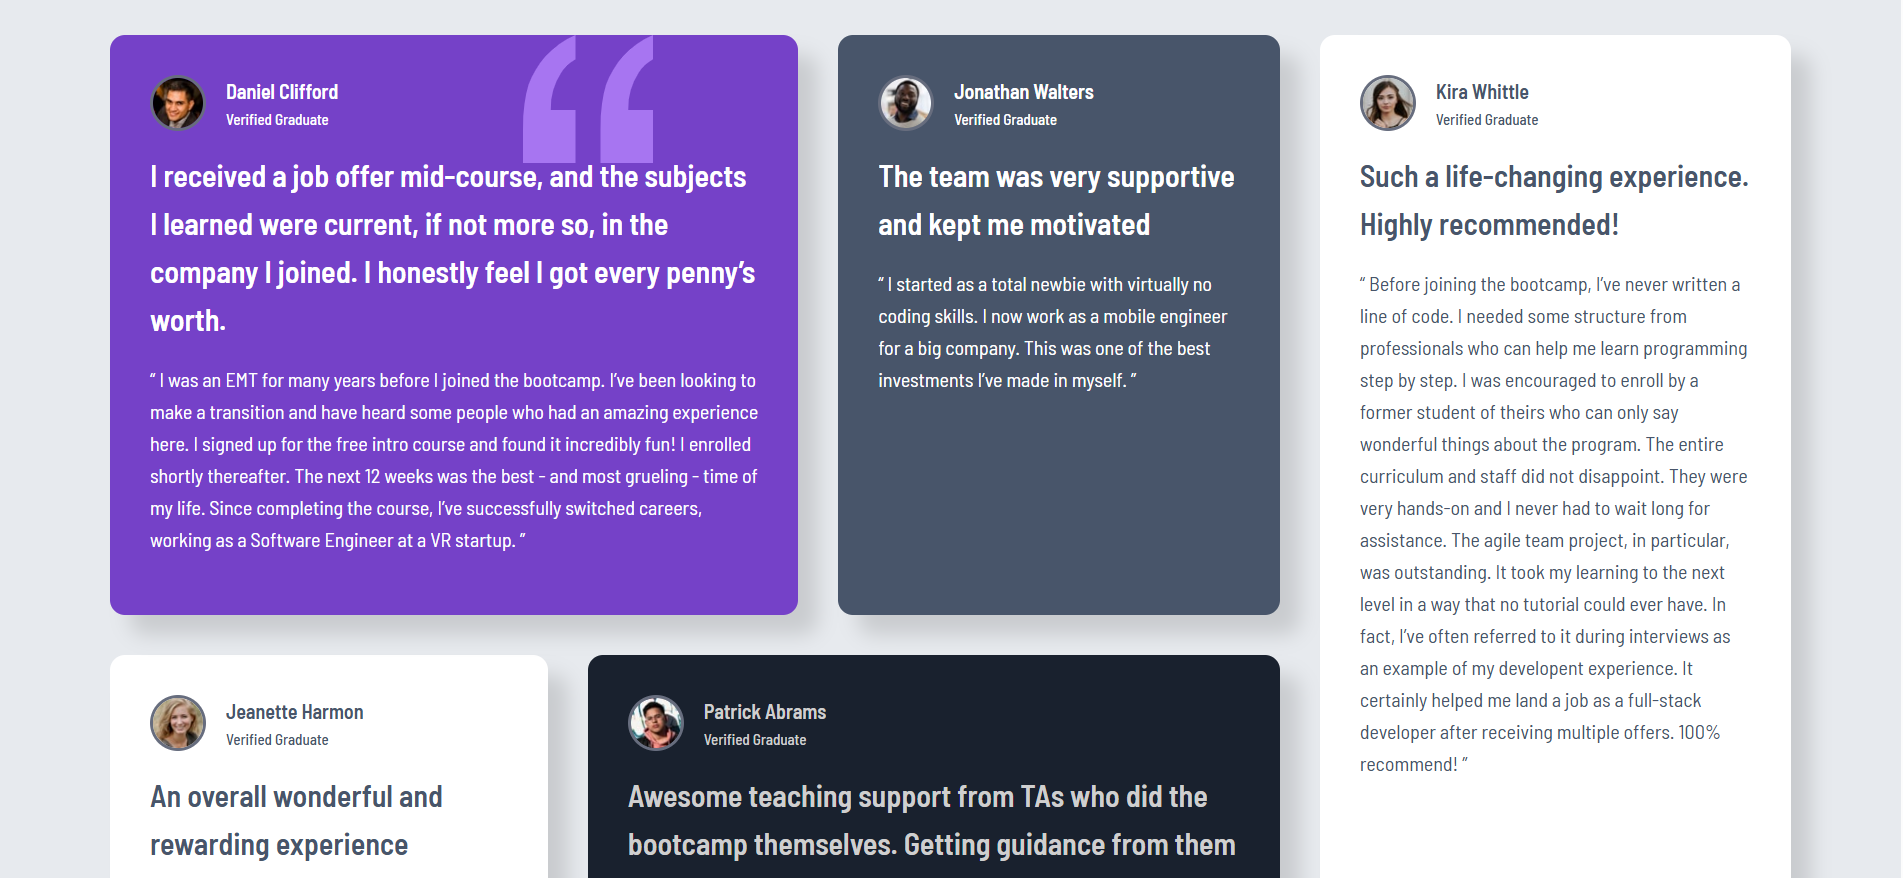 Daniel Clifford
Verified Graduate
I received a job offer mid-course, and the subjects
I learned were current, if not more so, in the
company I joined. I honestly feel I got every penny’s
worth.
“ I was an EMT for many years before I joined the bootcamp. I’ve been looking to
make a transition and have heard some people who had an amazing experience
here. I signed up for the free intro course and found it incredibly fun! I enrolled
shortly thereafter. The next 12 weeks was the best - and most grueling - time of
my life. Since completing the course, I’ve successfully switched careers,
working as a Software Engineer at a VR startup. ”
Jonathan Walters
Verified Graduate
The team was very supportive
and kept me motivated
“ I started as a total newbie with virtually no
coding skills. I now work as a mobile engineer
for a big company. This was one of the best
investments I’ve made in myself. ”
Kira Whittle
Verified Graduate
Such a life-changing experience.
Highly recommended!
“ Before joining the bootcamp, I’ve never written a
line of code. I needed some structure from
professionals who can help me learn programming
step by step. I was encouraged to enroll by a
former student of theirs who can only say
wonderful things about the program. The entire
curriculum and staff did not disappoint. They were
very hands-on and I never had to wait long for
assistance. The agile team project, in particular,
was outstanding. It took my learning to the next
level in a way that no tutorial could ever have. In
fact, I’ve often referred to it during interviews as
an example of my developent experience. It
certainly helped me land a job as a full-stack
developer after receiving multiple offers. 100%
recommend! ”
Jeanette Harmon
Verified Graduate
An overall wonderful and
rewarding experience
Patrick Abrams
Verified Graduate
Awesome teaching support from TAs who did the
bootcamp themselves. Getting guidance from them